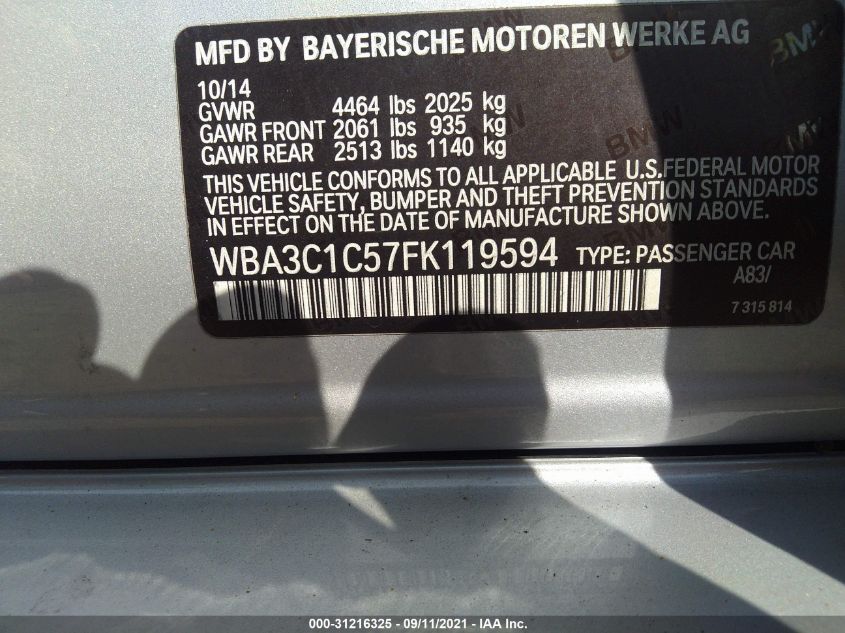 MFD BY BAYERISCHE MOTOREN WERKE AG
10/14
GVWR 4464 lbs 2025 kg
GAWR FRONT 2061 lbs 935 kg
GAWR REAR 2513 lbs 1140 kg
THIS VEHICLE CONFORMS TO ALL APPLICABLE U.S.FEDERAL MOTOR
VEHICLE SAFETY, BUMPER AND THEFT PREVENTION STANDARDS
IN EFFECT ON THE DATE OF MANUFACTURE SHOWN ABOVE.
WBA3C1C57FK119594 TYPE: PASSENGER CAR
A83/
7 315 814
000-31216325 - 09/11/2021 - IAA Inc.